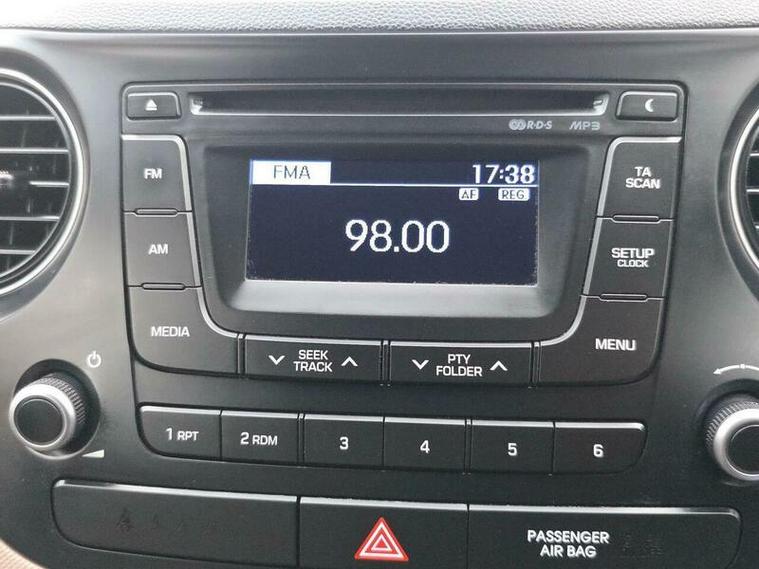 R·D·S MP3
FM
FMA 17:38
TA
SCAN
AF REG
98.00
AM
SETUP
CLOCK
MEDIA
SEEK
TRACK
PTY
FOLDER
MENU
1 RPT 2 RDM 3 4 5 6
PASSENGER
AIR BAG